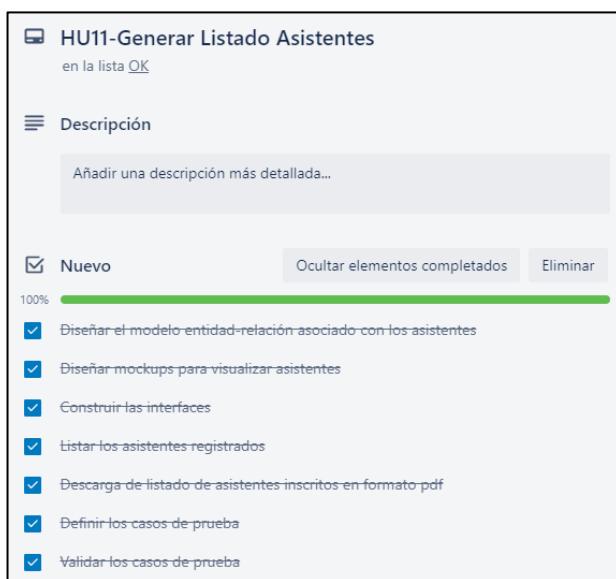 HU11-Generar Listado Asistentes
en la lista OK
Descripción
Añadir una descripción más detallada...
Nuevo
Ocultar elementos completados
Eliminar
100%
Diseñar el modelo entidad-relación asociado con los asistentes
Diseñar mockups para visualizar asistentes
Construir las interfaces
Listar los asistentes registrados
Descarga de listado de asistentes inscritos en formato pdf
Definir los casos de prueba
Validar los casos de prueba